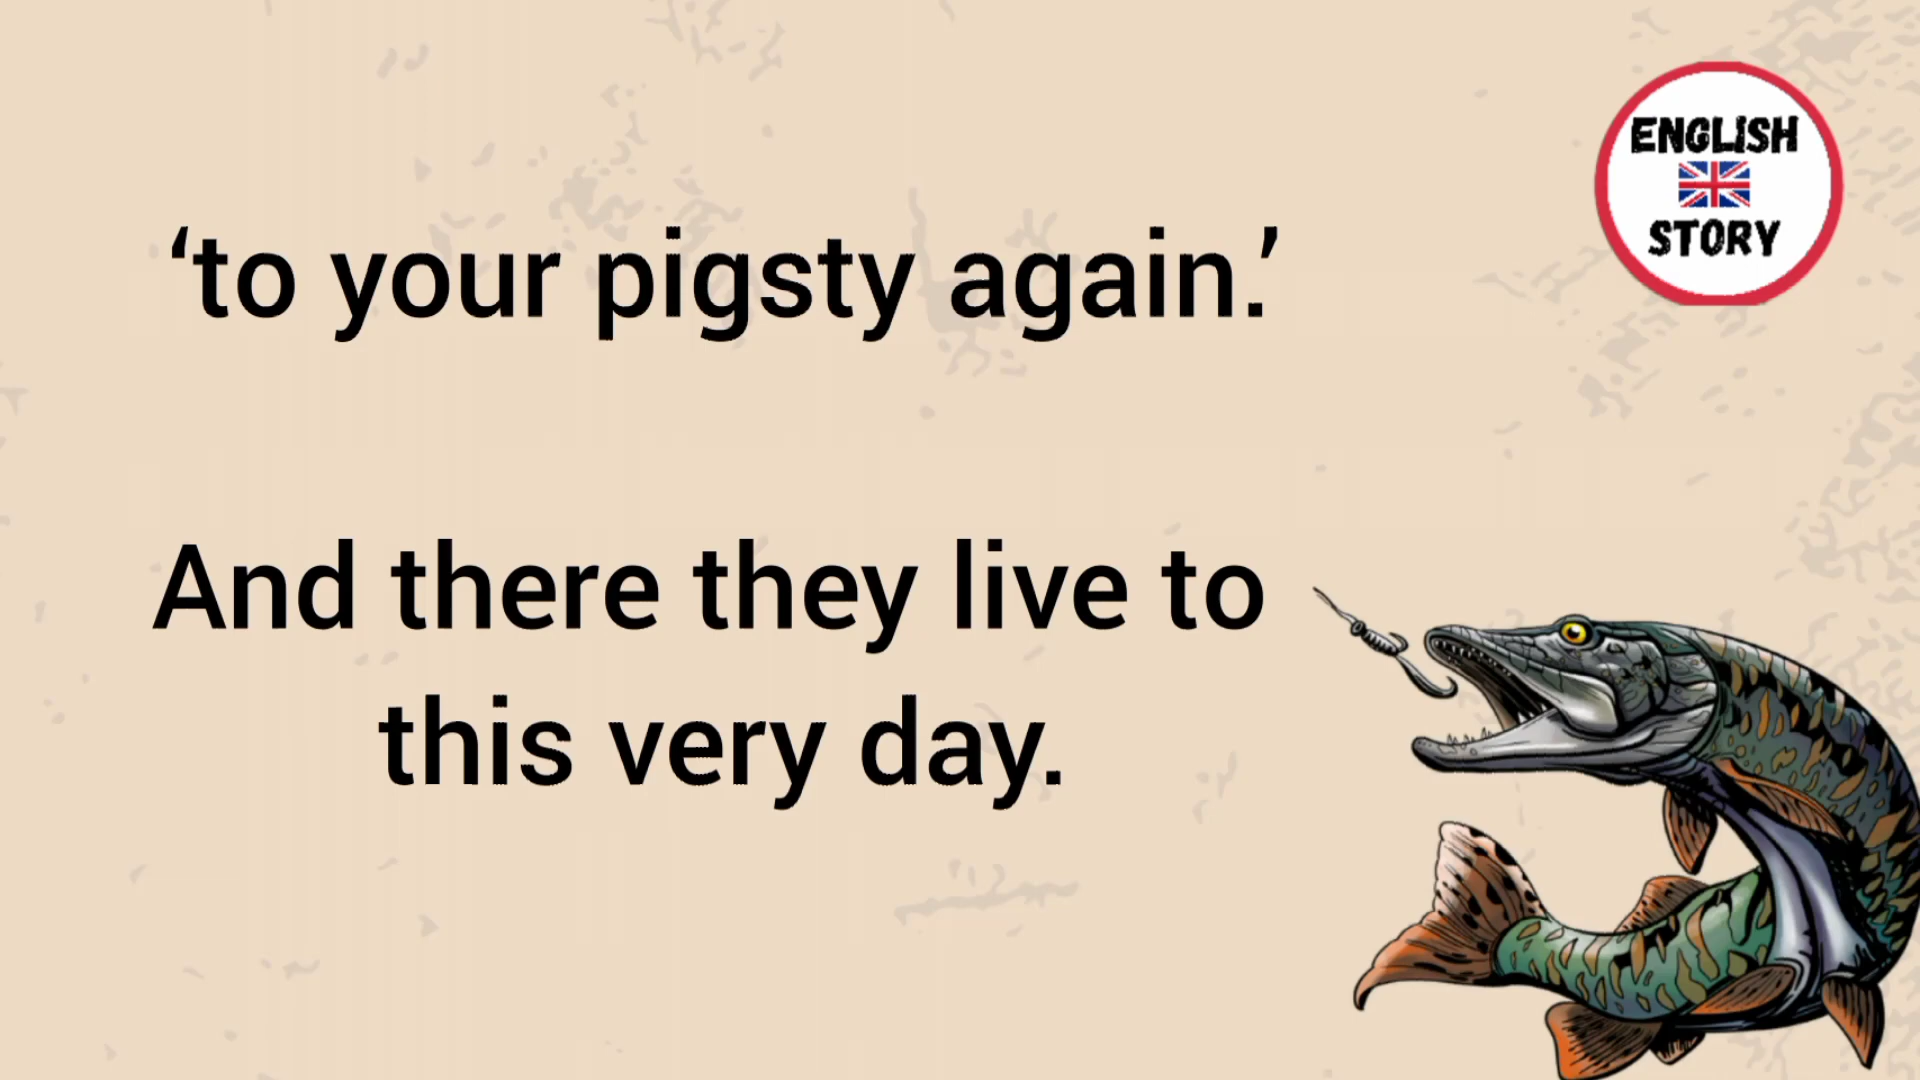 ‘to your pigsty again.’
And there they live to
this very day.
ENGLISH
STORY